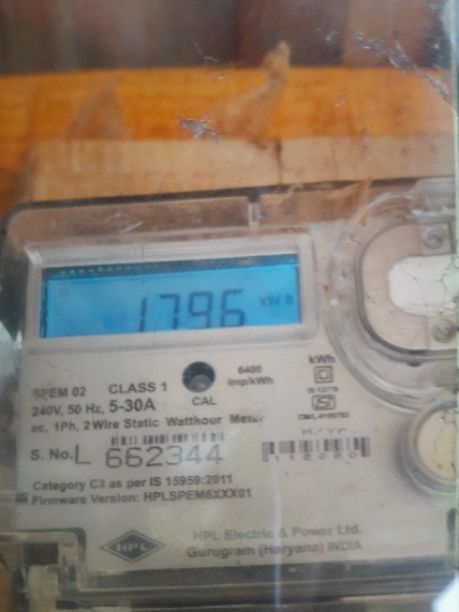 1796 kWh
6400
imp/kWh
kWh
SPEM 02 CLASS 1
CAL
240V, 50 Hz, 5-30A
ac, 1Ph, 2 Wire Static Watthour Meter
S. No. L 662344
Category C3 as per IS 15959:2011
Firmware Version: HPLSPEM6XXX01
HPL
HPL Electric & Power Ltd.
Gurugram (Haryana) INDIA